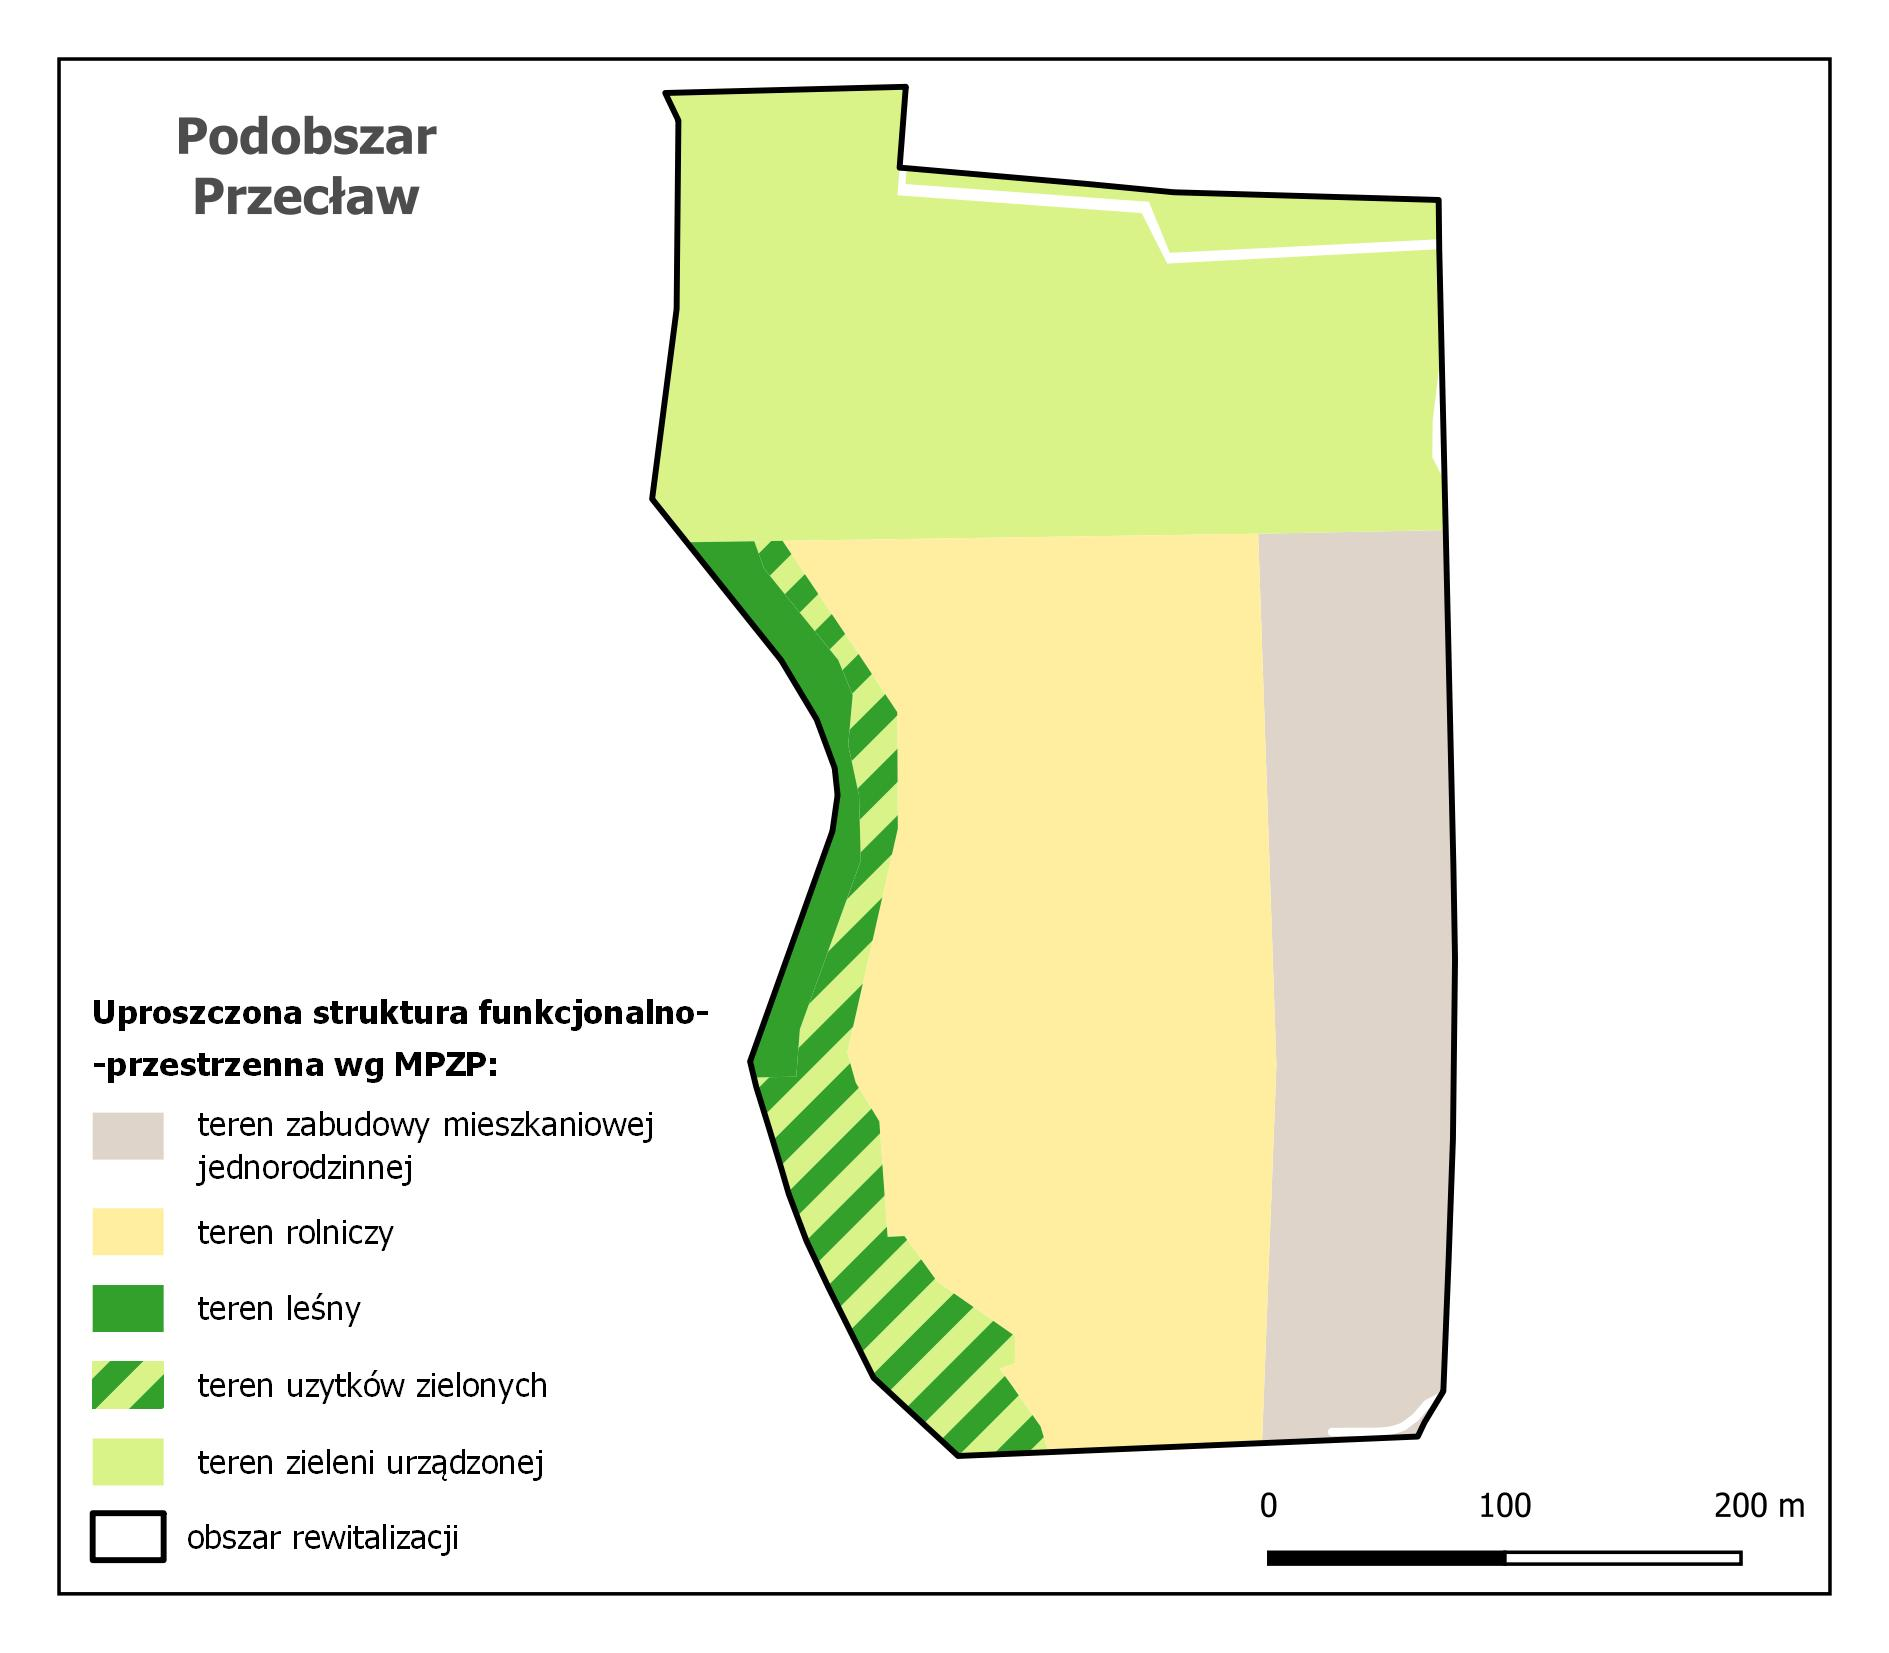 Podobszar
Przecław
Uproszczona struktura funkcjonalno-
-przestrzenna wg MPZP:
teren zabudowy mieszkaniowej
jednorodzinnej
teren rolniczy
teren leśny
teren uzytków zielonych
teren zieleni urządzonej
obszar rewitalizacji
0 100 200 m